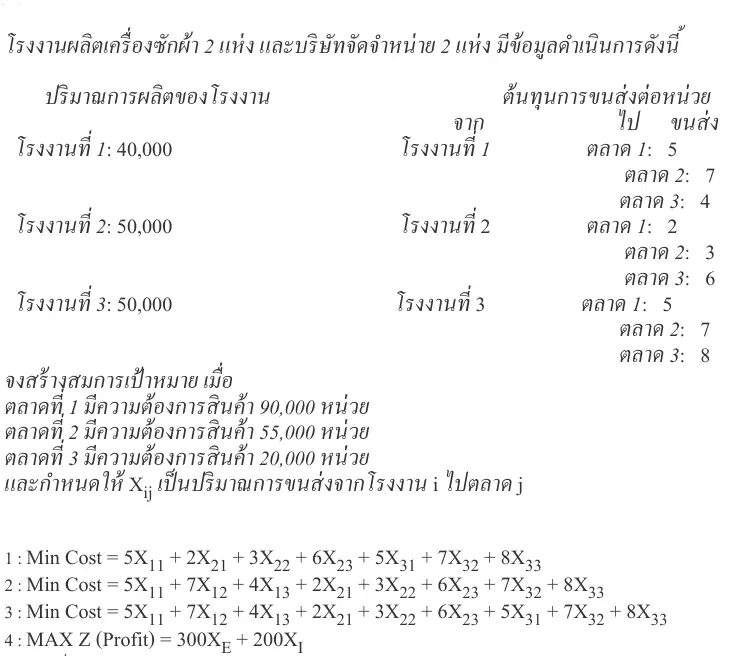 โรงงานผลิตเครื่องซักผ้า 2 แห่ง และบริษัทจัดจำหน่าย 2 แห่ง มีข้อมูลดำเนินการดังนี้
ปริมาณการผลิตของโรงงาน ต้นทุนการขนส่งต่อหน่วย
จาก ไป ขนส่ง
โรงงานที่ 1: 40,000 โรงงานที่ 1 ตลาด 1: 5
ตลาด 2: 7
ตลาด 3: 4
โรงงานที่ 2: 50,000 โรงงานที่ 2 ตลาด 1: 2
ตลาด 2: 3
ตลาด 3: 6
โรงงานที่ 3: 50,000 โรงงานที่ 3 ตลาด 1: 5
ตลาด 2: 7
ตลาด 3: 8
จงสร้างสมการเป้าหมาย เมื่อ
ตลาดที่ 1 มีความต้องการสินค้า 90,000 หน่วย
ตลาดที่ 2 มีความต้องการสินค้า 55,000 หน่วย
ตลาดที่ 3 มีความต้องการสินค้า 20,000 หน่วย
และกำหนดให้ Xij เป็นปริมาณการขนส่งจากโรงงาน i ไปตลาด j
1 : Min Cost = 5X11 + 2X21 + 3X22 + 6X23 + 5X31 + 7X32 + 8X33
2 : Min Cost = 5X11 + 7X12 + 4X13 + 2X21 + 3X22 + 6X23 + 7X32 + 8X33
3 : Min Cost = 5X11 + 7X12 + 4X13 + 2X21 + 3X22 + 6X23 + 5X31 + 7X32 + 8X33
4 : MAX Z (Profit) = 300XE + 200XI